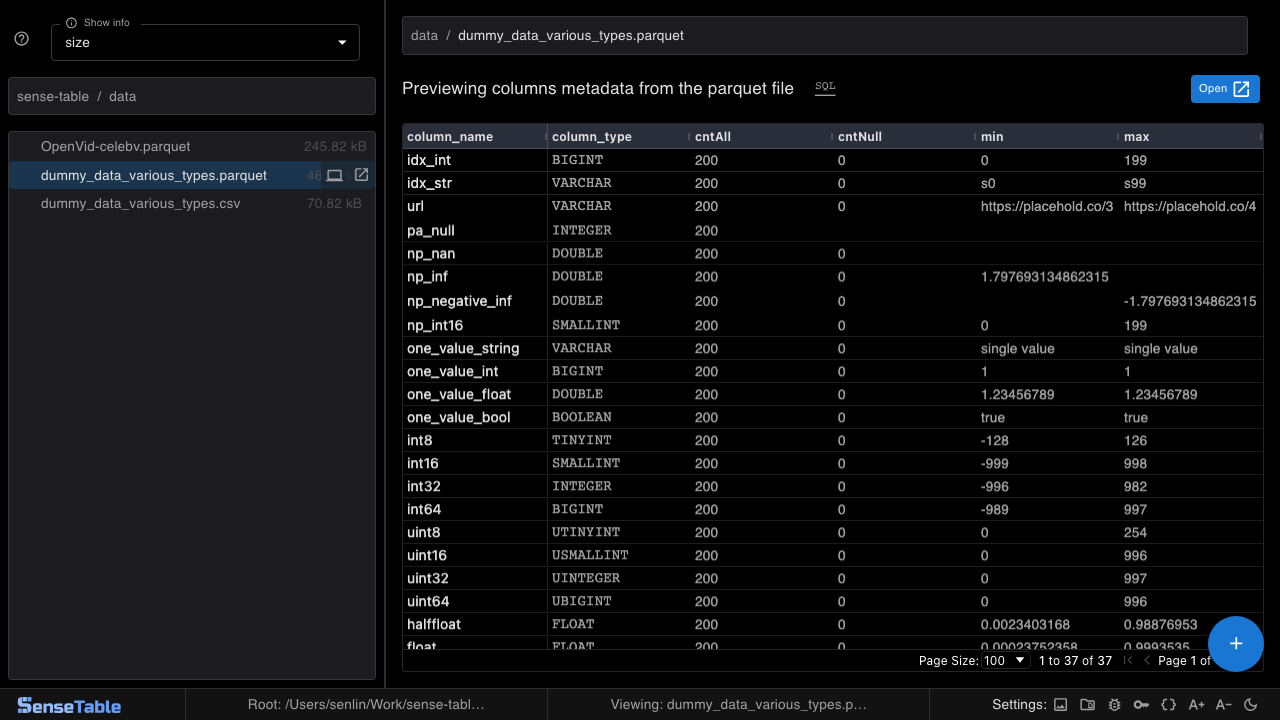 Show info
size
sense-table / data
OpenVid-celebv.parquet 245.82 kB
dummy_data_various_types.parquet 46
dummy_data_various_types.csv 70.82 kB
data / dummy_data_various_types.parquet
Previewing columns metadata from the parquet file SQL
Open
column_name column_type cntAll cntNull min max
idx_int BIGINT 200 0 0 199
idx_str VARCHAR 200 0 s0 s99
url VARCHAR 200 0 https://placehold.co/3 https://placehold.co/4
pa_null INTEGER 200
np_nan DOUBLE 200 0
np_inf DOUBLE 200 0 1.797693134862315
np_negative_inf DOUBLE 200 0 -1.797693134862315
np_int16 SMALLINT 200 0 0 199
one_value_string VARCHAR 200 0 single value single value
one_value_int BIGINT 200 0 1 1
one_value_float DOUBLE 200 0 1.23456789 1.23456789
one_value_bool BOOLEAN 200 0 true true
int8 TINYINT 200 0 -128 126
int16 SMALLINT 200 0 -999 998
int32 INTEGER 200 0 -996 982
int64 BIGINT 200 0 -989 997
uint8 UTINYINT 200 0 0 254
uint16 USMALLINT 200 0 0 996
uint32 UINTEGER 200 0 0 997
uint64 UBIGINT 200 0 0 996
halffloat FLOAT 200 0 0.0023403168 0.98876953
float FLOAT 200 0 0.00023752358 0.9993535
Page Size: 100 1 to 37 of 37 Page 1 of
SenseTable
Root: /Users/senlin/Work/sense-tabl...
Viewing: dummy_data_various_types.p...
Settings: A+ A-